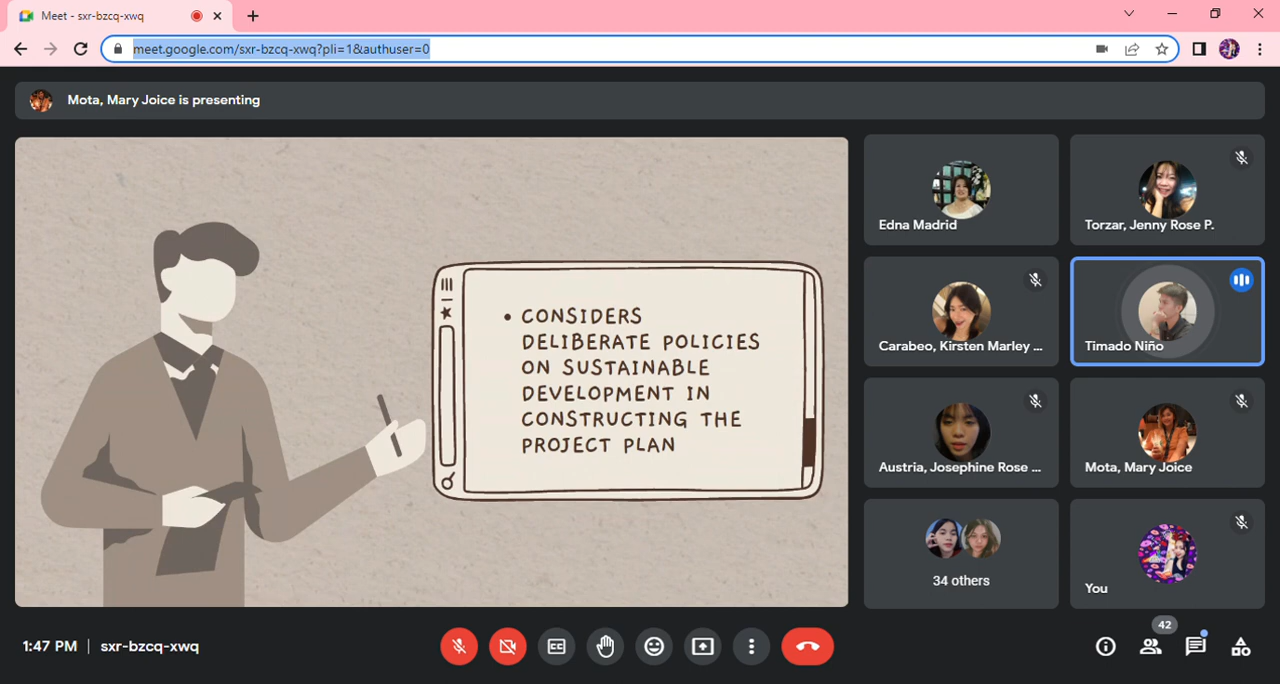 Meet - sxr-bzcq-xwq
meet.google.com/sxr-bzcq-xwq?pli=1&authuser=0
Mota, Mary Joice is presenting
• CONSIDERS
DELIBERATE POLICIES
ON SUSTAINABLE
DEVELOPMENT IN
CONSTRUCTING THE
PROJECT PLAN
Edna Madrid
Torzar, Jenny Rose P.
Carabeo, Kirsten Marley ...
Timado Niño
Austria, Josephine Rose ...
Mota, Mary Joice
34 others
You
1:47 PM | sxr-bzcq-xwq
CC
42